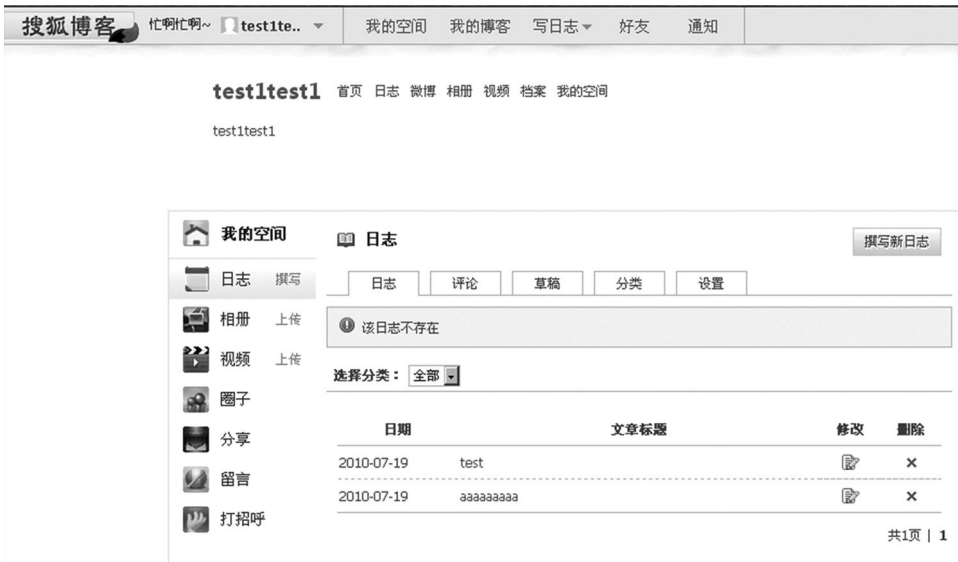 搜狐博客 忙啊忙啊~ test1te.. 我的空间 我的博客 写日志 好友 通知
test1test1 首页 日志 微博 相册 视频 档案 我的空间
test1test1
我的空间
日志 撰写
相册 上传
视频 上传
圈子
分享
留言
打招呼
日志 撰写新日志
日志 评论 草稿 分类 设置
该日志不存在
选择分类： 全部
日期 文章标题 修改 删除
2010-07-19 test
2010-07-19 aaaaaaaaa
共1页 | 1